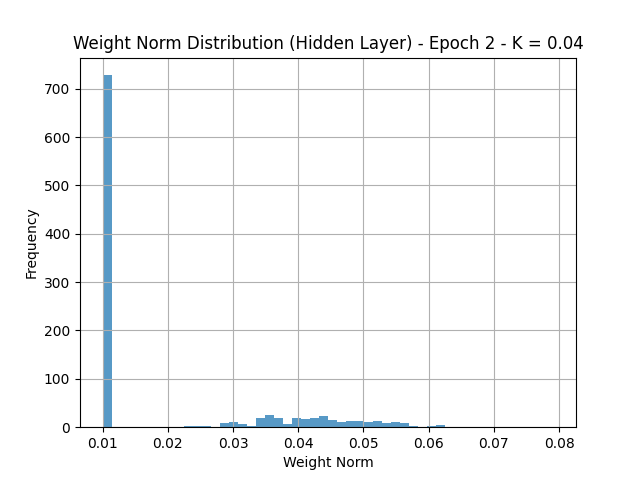 Weight Norm Distribution (Hidden Layer) - Epoch 2 - K = 0.04
700
600
500
400
300
200
100
0
Frequency
0.01 0.02 0.03 0.04 0.05 0.06 0.07 0.08
Weight Norm